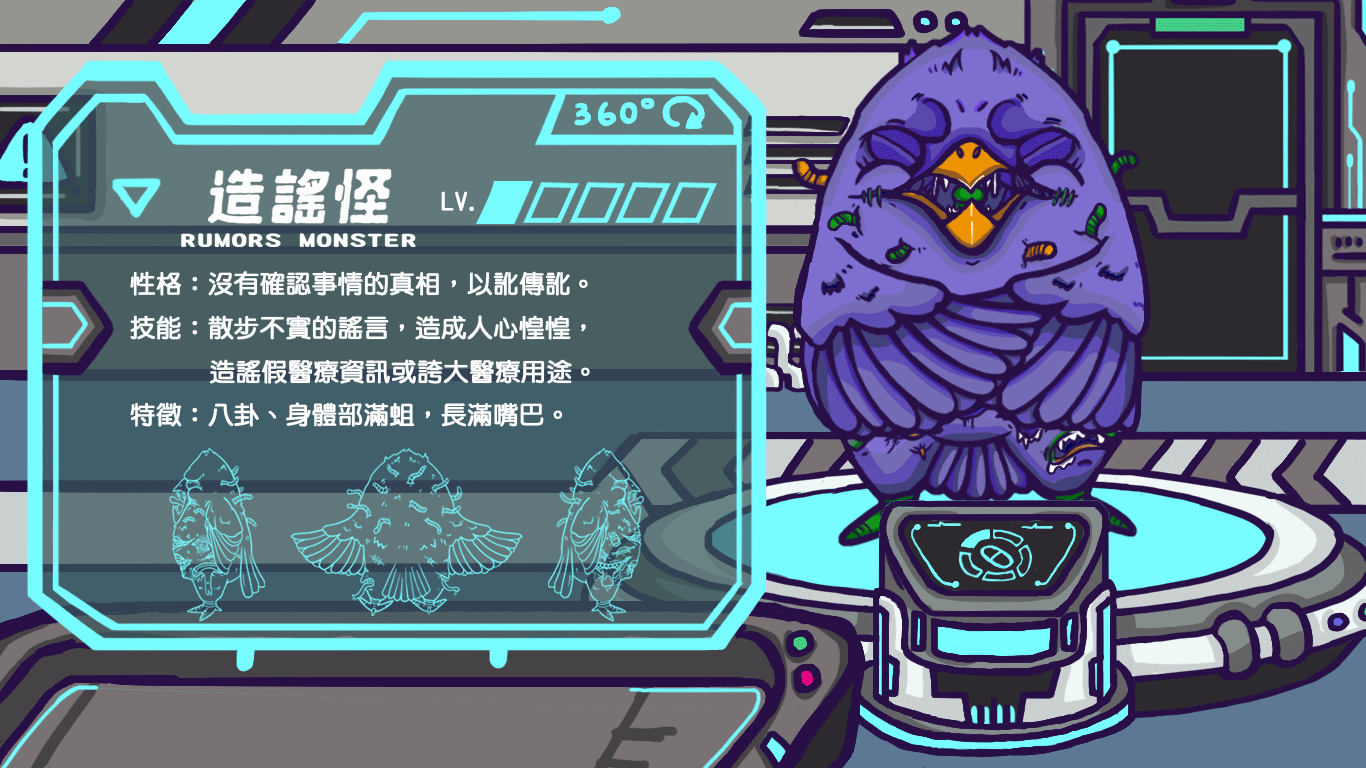 360°
造謠怪
LV.
RUMORS MONSTER
性格：沒有確認事情的真相，以訛傳訛。
技能：散步不實的謠言，造成人心惶惶，
造謠假醫療資訊或誇大醫療用途。
特徵：八卦、身體部滿蛆，長滿嘴巴。